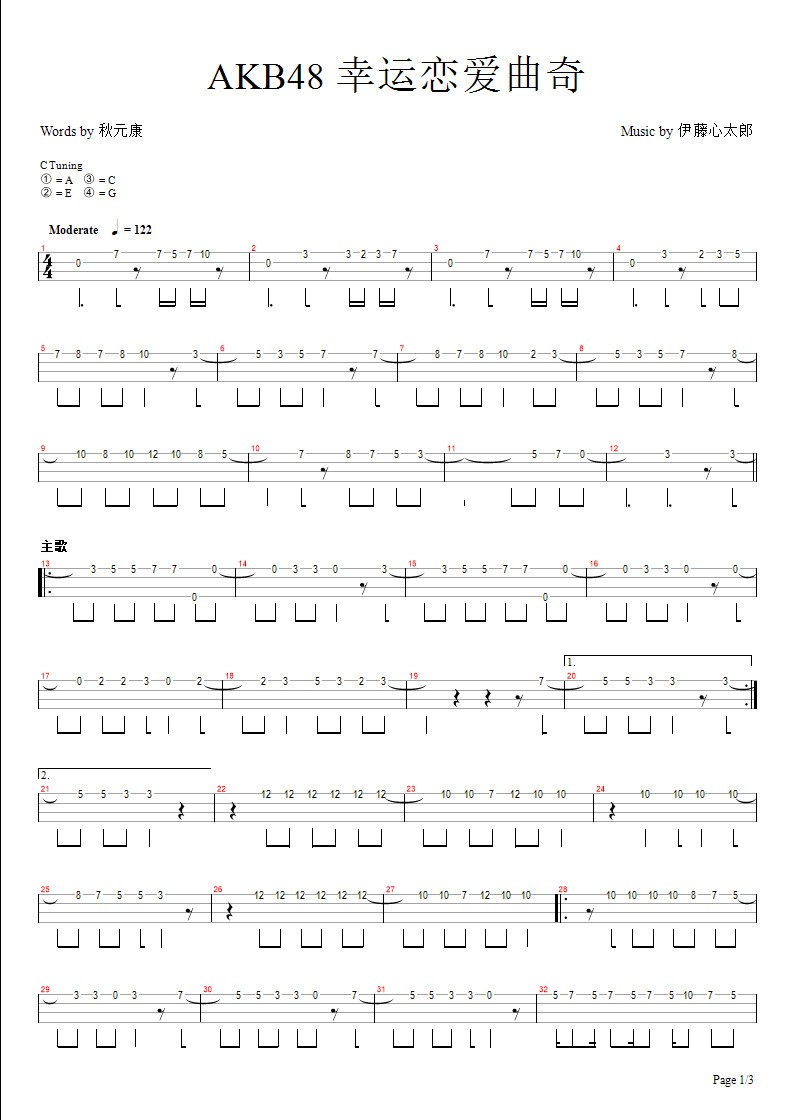 AKB48 幸运恋爱曲奇
Words by 秋元康
Music by 伊藤心太郎
C Tuning
① = A ③ = C
② = E ④ = G
Moderate ♩ = 122
1 0 7 7 5 7 10 2 0 3 3 2 3 7 3 0 7 7 5 7 10 4 0 3 2 3 5
5 7 8 7 8 10 3 6 5 3 5 7 7 7 8 7 8 10 2 3 8 5 3 5 7 8
9 10 8 10 12 10 8 5 10 7 8 7 5 3 11 5 7 0 12 3 3
主歌
13 3 5 5 7 7 0 0 14 0 3 3 0 3 15 3 5 5 7 7 0 0 16 0 3 3 0 0
1.
17 0 2 2 3 0 2 18 2 3 5 3 2 3 19 7 20 5 5 3 3 3
2.
21 5 5 3 3 22 12 12 12 12 12 12 23 10 10 7 12 10 10 24 10 10 10 10
25 8 7 5 5 3 26 12 12 12 12 12 12 27 10 10 7 12 10 10 28 10 10 10 10 8 7 5
29 3 3 0 3 7 30 5 5 3 3 0 7 31 5 5 3 3 0 32 5 7 5 7 5 7 5 10 7 5
Page 1/3